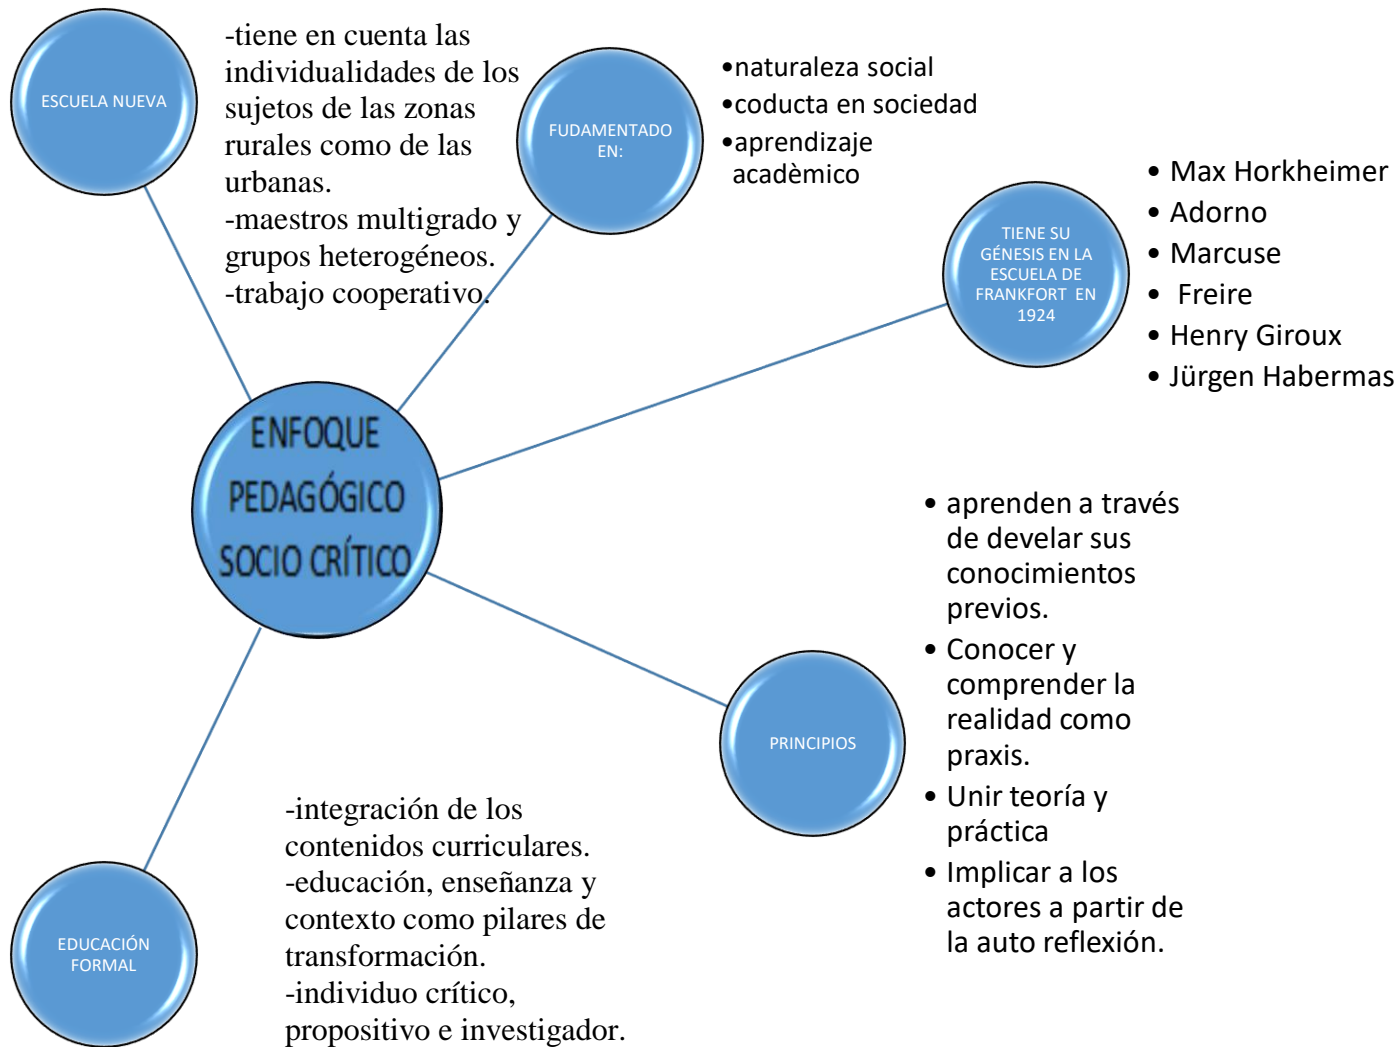 ESCUELA NUEVA
-tiene en cuenta las
individualidades de los
sujetos de las zonas
rurales como de las
urbanas.
-maestros multigrado y
grupos heterogéneos.
-trabajo cooperativo.
FUDAMENTADO
EN:
•naturaleza social
•coducta en sociedad
•aprendizaje
acadèmico
TIENE SU
GÉNESIS EN LA
ESCUELA DE
FRANKFORT EN
1924
• Max Horkheimer
• Adorno
• Marcuse
• Freire
• Henry Giroux
• Jürgen Habermas
ENFOQUE
PEDAGÓGICO
SOCIO CRÍTICO
PRINCIPIOS
• aprenden a través
de develar sus
conocimientos
previos.
• Conocer y
comprender la
realidad como
praxis.
• Unir teoría y
práctica
• Implicar a los
actores a partir de
la auto reflexión.
EDUCACIÓN
FORMAL
-integración de los
contenidos curriculares.
-educación, enseñanza y
contexto como pilares de
transformación.
-individuo crítico,
propositivo e investigador.